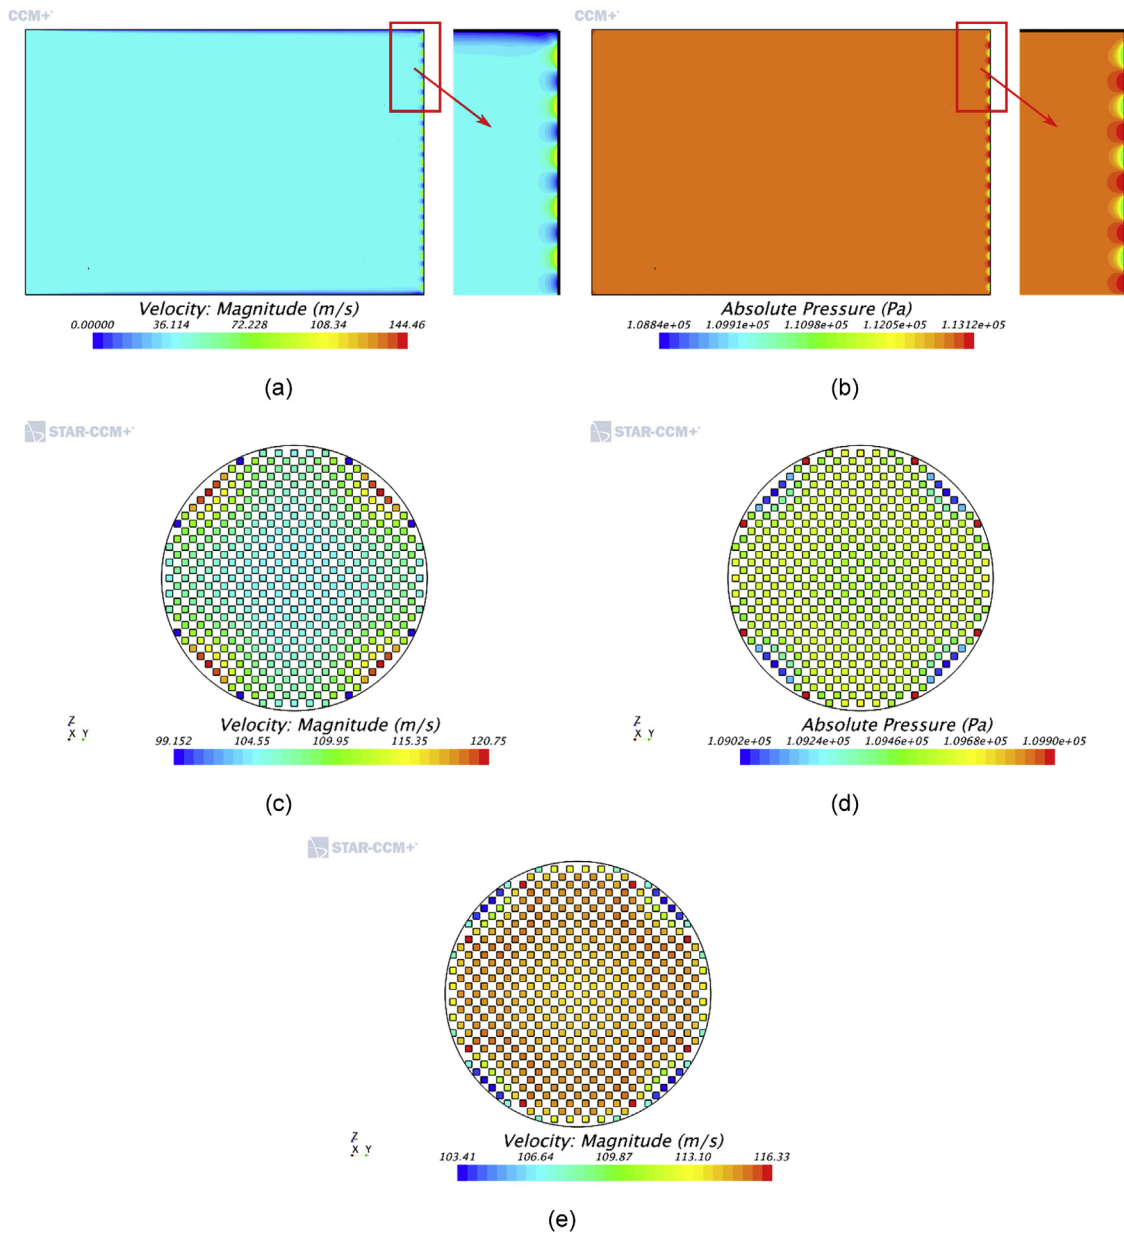 CCM+
CCM+
Velocity: Magnitude (m/s)
0.00000 36.114 72.228 108.34 144.46
Absolute Pressure (Pa)
1.0884e+05 1.0991e+05 1.1098e+05 1.1205e+05 1.1312e+05
(a)
(b)
STAR-CCM+
STAR-CCM+
Z
X Y
Velocity: Magnitude (m/s)
99.152 104.55 109.95 115.35 120.75
Z
X Y
Absolute Pressure (Pa)
1.0902e+05 1.0924e+05 1.0946e+05 1.0968e+05 1.0990e+05
(c)
(d)
STAR-CCM+
Z
X Y
Velocity: Magnitude (m/s)
103.41 106.64 109.87 113.10 116.33
(e)